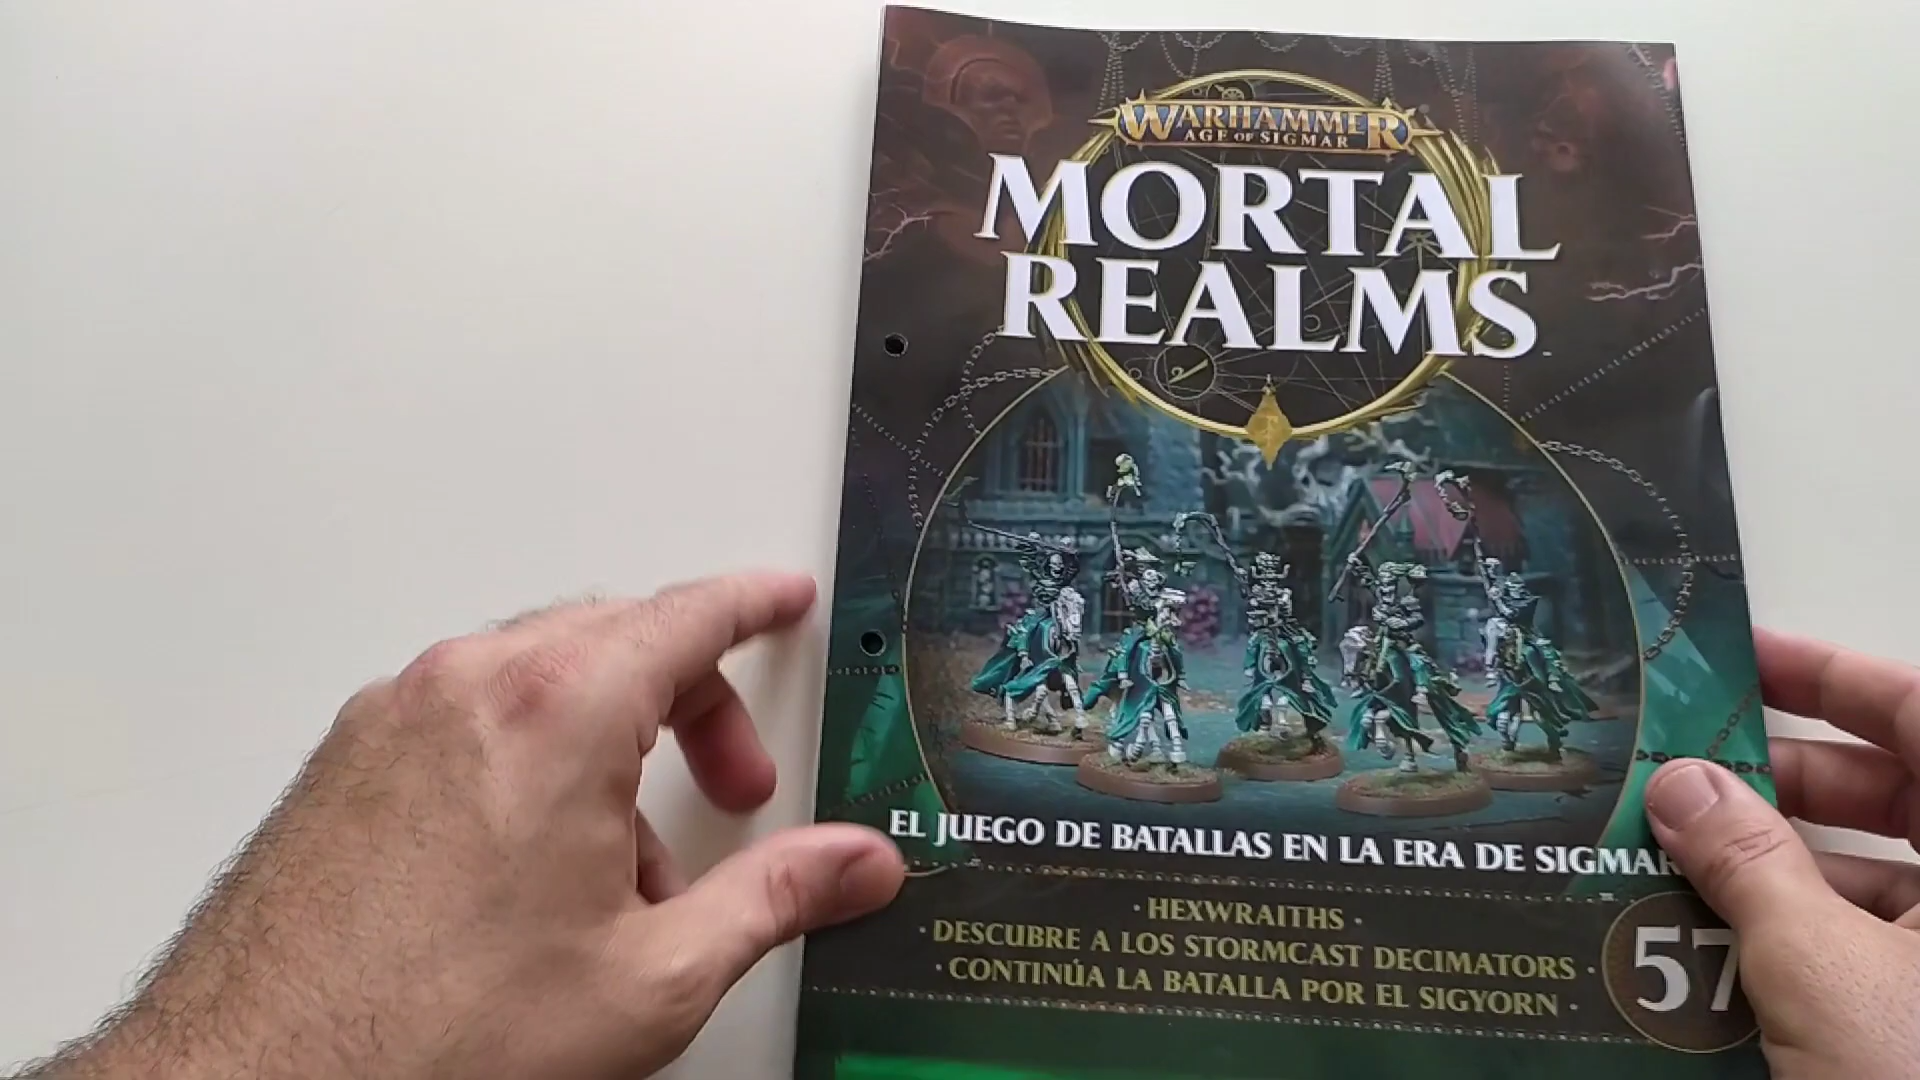 WARHAMMER
AGE OF SIGMAR
MORTAL
REALMS
EL JUEGO DE BATALLAS EN LA ERA DE SIGMAR
· HEXWRAITHS ·
· DESCUBRE A LOS STORMCAST DECIMATORS ·
· CONTINÚA LA BATALLA POR EL SIGYORN ·
57